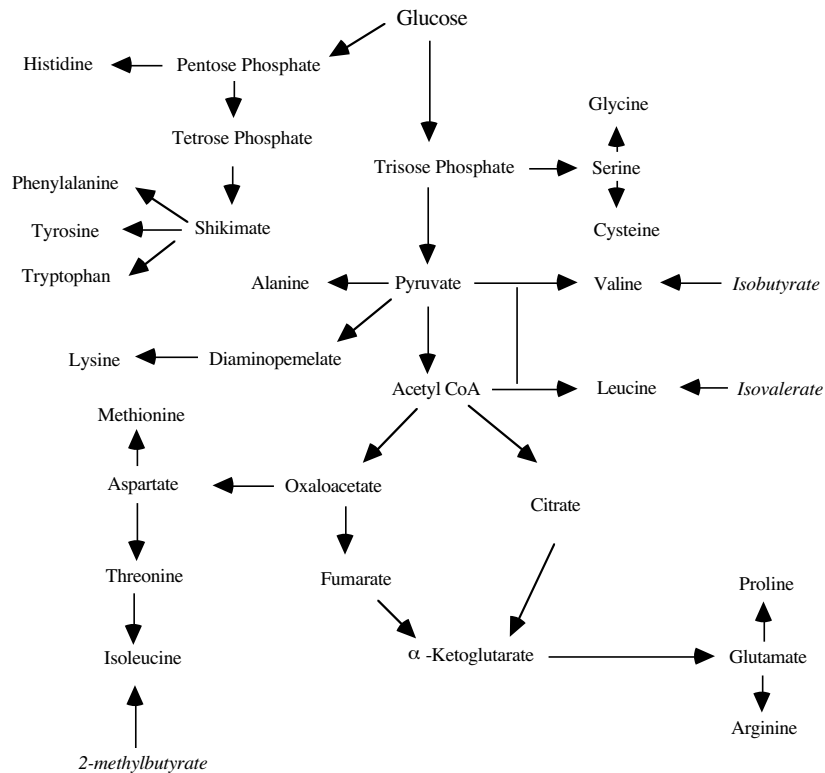 Glucose
Histidine
Pentose Phosphate
Glycine
Tetrose Phosphate
Trisose Phosphate
Serine
Phenylalanine
Tyrosine
Shikimate
Cysteine
Tryptophan
Alanine
Pyruvate
Valine
Isobutyrate
Lysine
Diaminopemelate
Acetyl CoA
Leucine
Isovalerate
Methionine
Aspartate
Oxaloacetate
Citrate
Threonine
Fumarate
Proline
Isoleucine
α -Ketoglutarate
Glutamate
Arginine
2-methylbutyrate